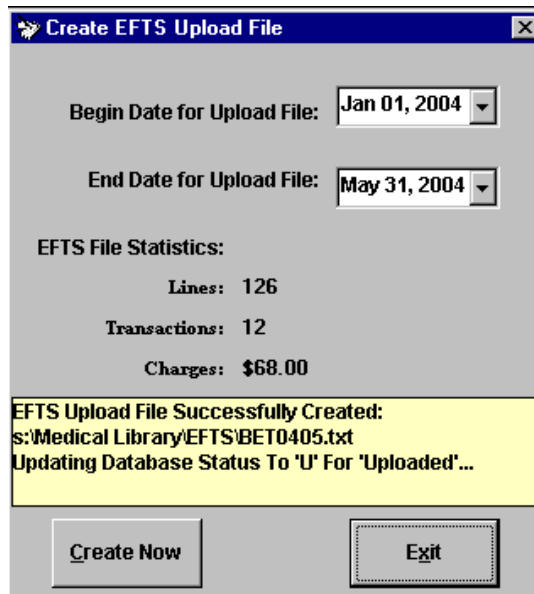 Create EFTS Upload File
Begin Date for Upload File: Jan 01, 2004
End Date for Upload File: May 31, 2004
EFTS File Statistics:
Lines: 126
Transactions: 12
Charges: $68.00
EFTS Upload File Successfully Created:
s:\Medical Library\EFTS\BET0405.txt
Updating Database Status To 'U' For 'Uploaded'...
Create Now Exit